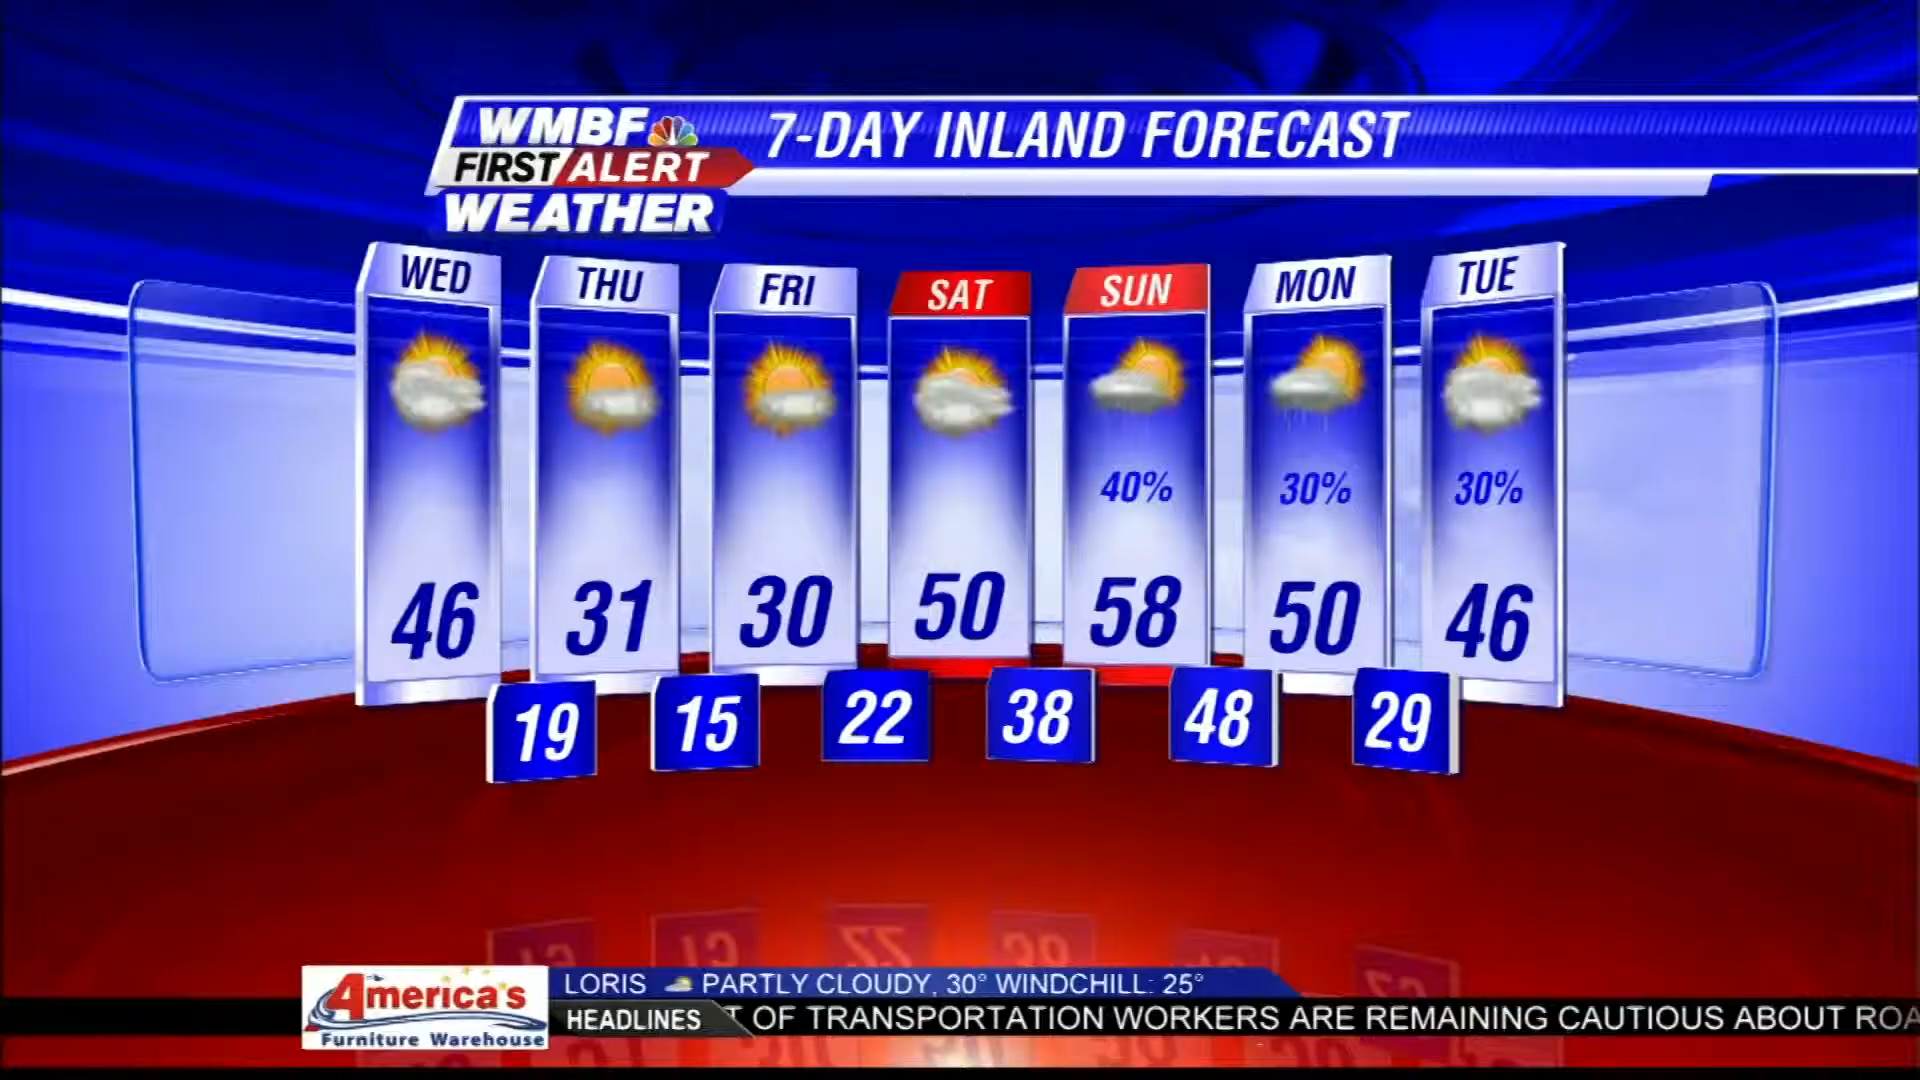 WMBF
FIRST ALERT
WEATHER
7-DAY INLAND FORECAST
WED THU FRI SAT SUN MON TUE
40% 30% 30%
46 31 30 50 58 50 46
19 15 22 38 48 29
America's
Furniture Warehouse
LORIS PARTLY CLOUDY, 30° WINDCHILL: 25°
HEADLINES T OF TRANSPORTATION WORKERS ARE REMAINING CAUTIOUS ABOUT ROA